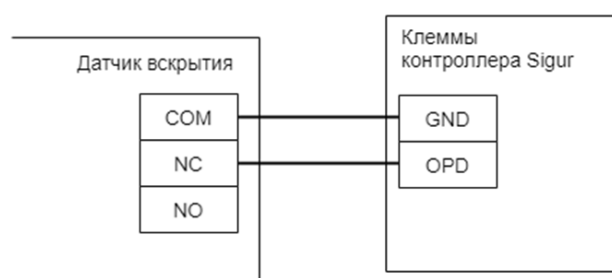 Датчик вскрытия
COM
NC
NO
Клеммы
контроллера Sigur
GND
OPD